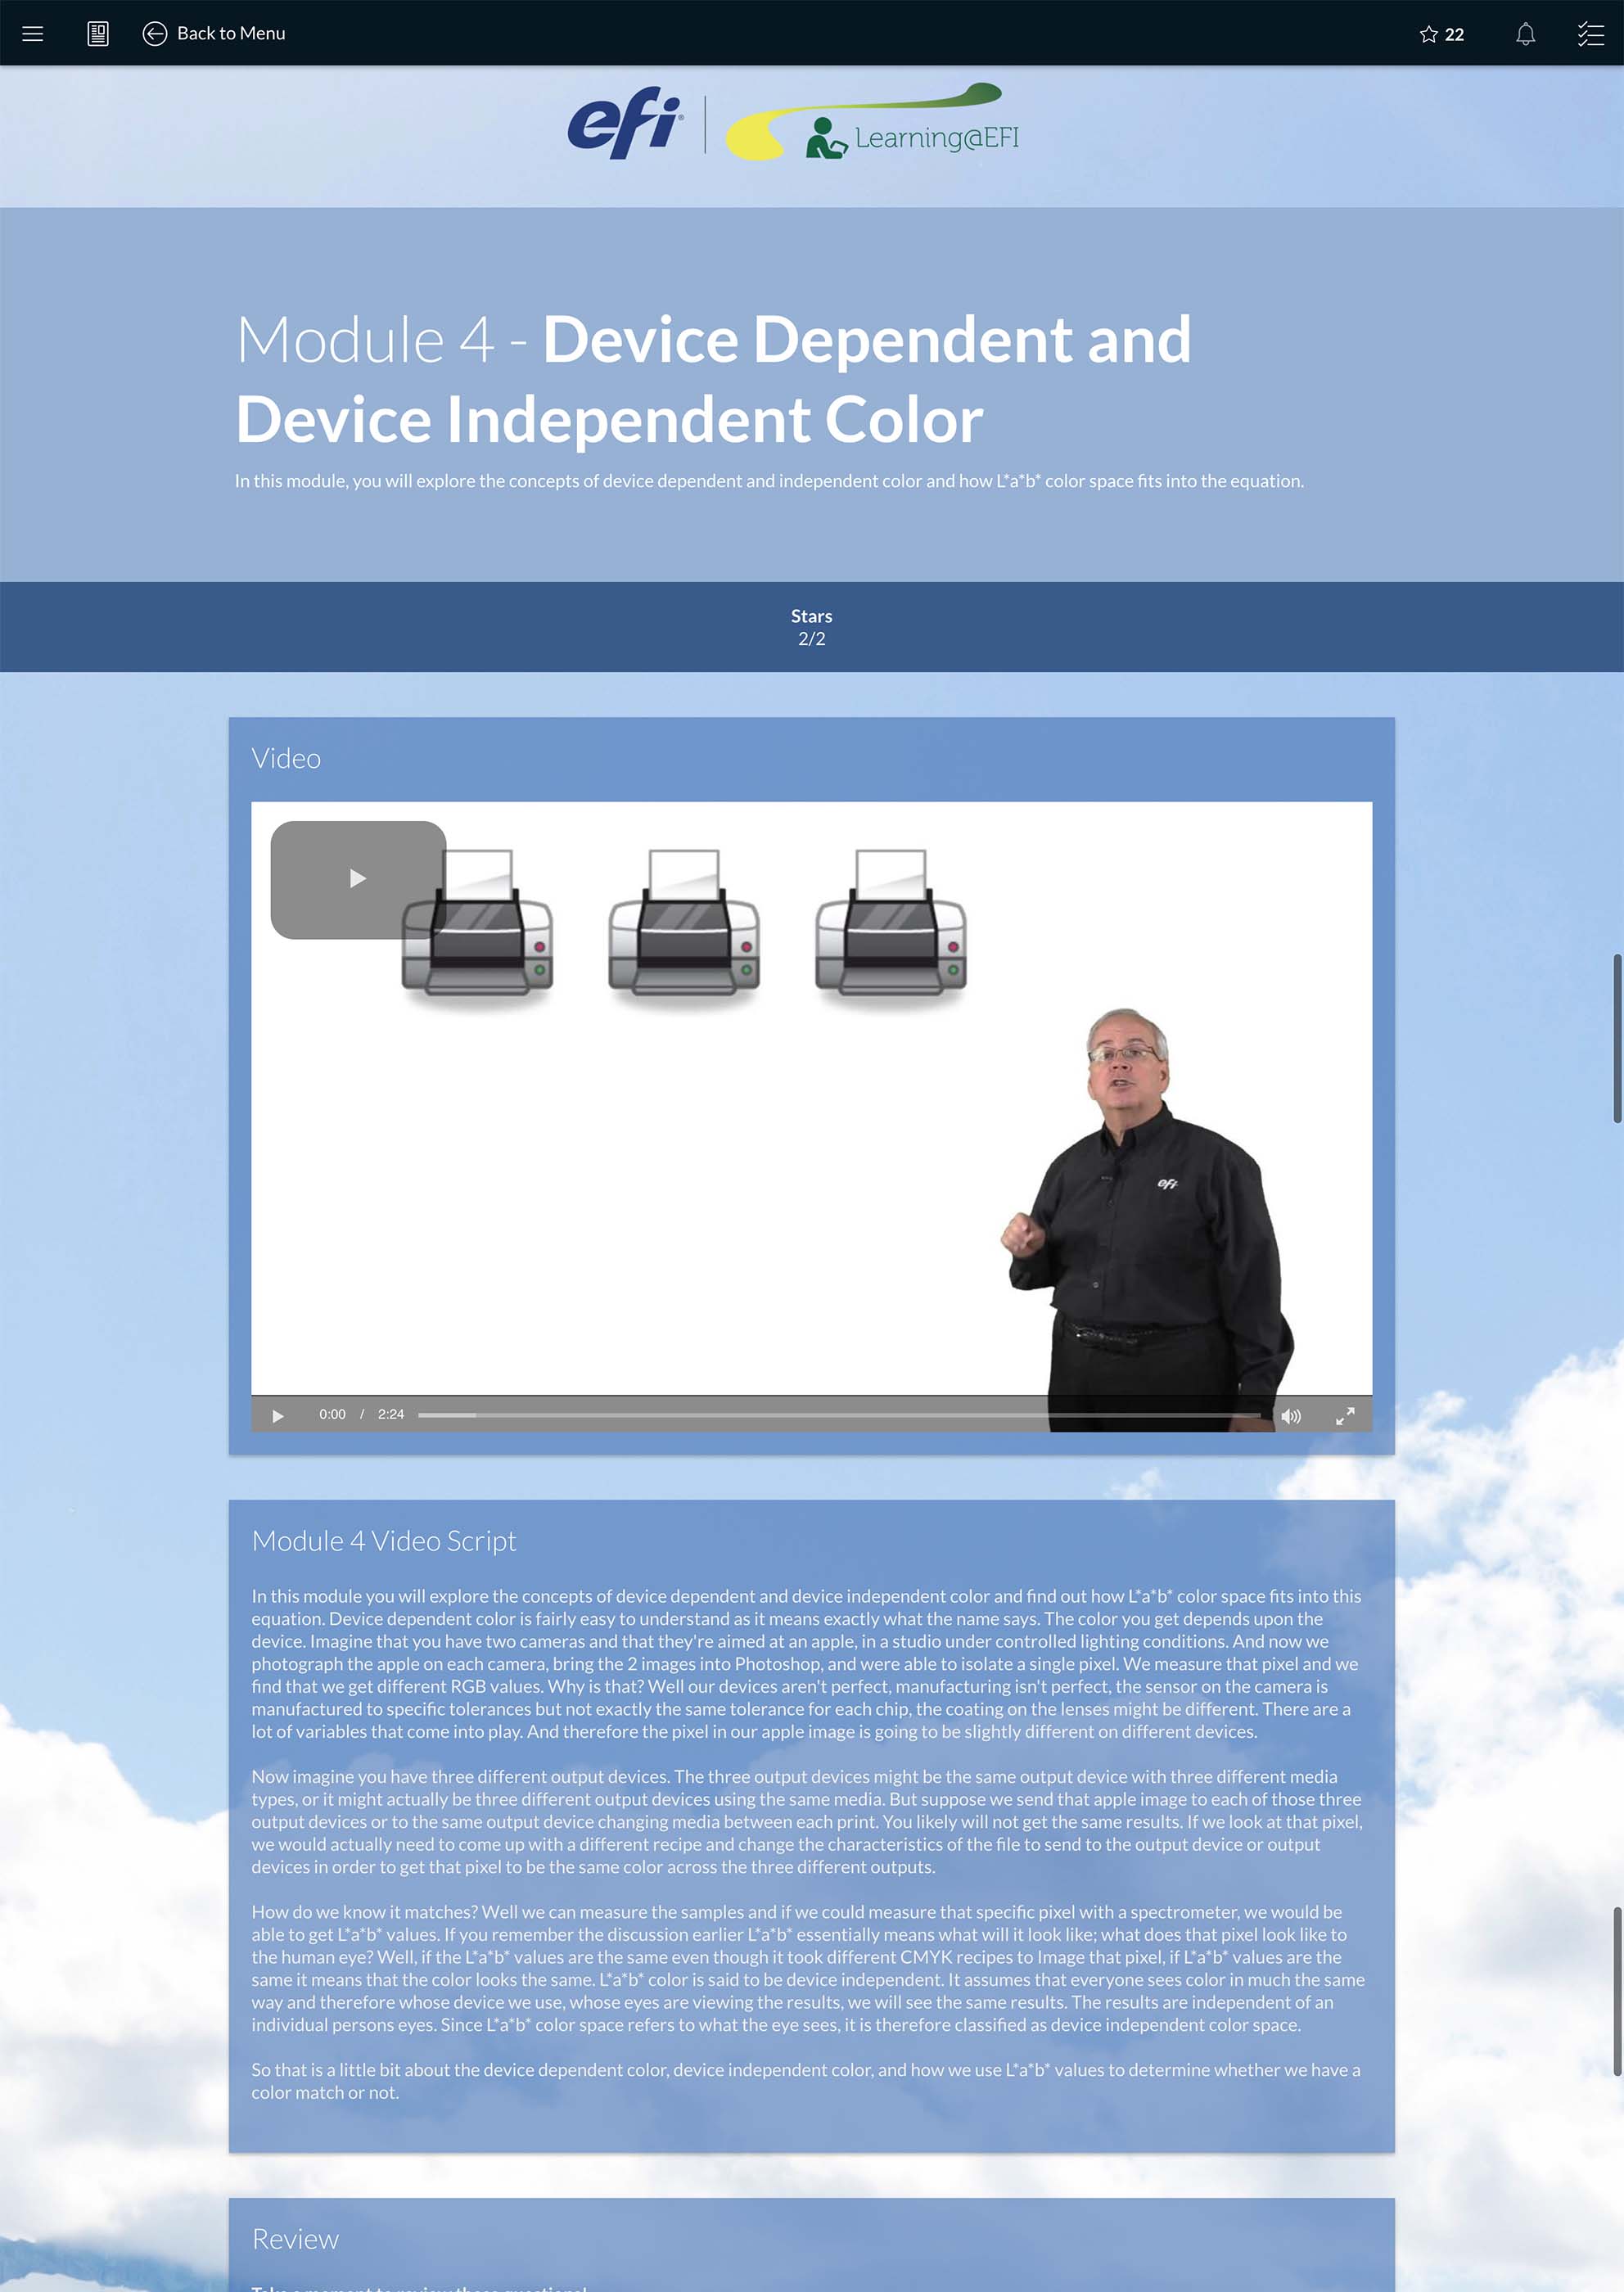 Back to Menu
22
efi
Learning@EFI
Module 4 - Device Dependent and
Device Independent Color
In this module, you will explore the concepts of device dependent and independent color and how L*a*b* color space fits into the equation.
Stars
2/2
Video
efi
0:00 / 2:24
Module 4 Video Script
In this module you will explore the concepts of device dependent and device independent color and find out how L*a*b* color space fits into this
equation. Device dependent color is fairly easy to understand as it means exactly what the name says. The color you get depends upon the
device. Imagine that you have two cameras and that they're aimed at an apple, in a studio under controlled lighting conditions. And now we
photograph the apple on each camera, bring the 2 images into Photoshop, and were able to isolate a single pixel. We measure that pixel and we
find that we get different RGB values. Why is that? Well our devices aren't perfect, manufacturing isn't perfect, the sensor on the camera is
manufactured to specific tolerances but not exactly the same tolerance for each chip, the coating on the lenses might be different. There are a
lot of variables that come into play. And therefore the pixel in our apple image is going to be slightly different on different devices.
Now imagine you have three different output devices. The three output devices might be the same output device with three different media
types, or it might actually be three different output devices using the same media. But suppose we send that apple image to each of those three
output devices or to the same output device changing media between each print. You likely will not get the same results. If we look at that pixel,
we would actually need to come up with a different recipe and change the characteristics of the file to send to the output device or output
devices in order to get that pixel to be the same color across the three different outputs.
How do we know it matches? Well we can measure the samples and if we could measure that specific pixel with a spectrometer, we would be
able to get L*a*b* values. If you remember the discussion earlier L*a*b* essentially means what will it look like; what does that pixel look like to
the human eye? Well, if the L*a*b* values are the same even though it took different CMYK recipes to Image that pixel, if L*a*b* values are the
same it means that the color looks the same. L*a*b* color is said to be device independent. It assumes that everyone sees color in much the same
way and therefore whose device we use, whose eyes are viewing the results, we will see the same results. The results are independent of an
individual persons eyes. Since L*a*b* color space refers to what the eye sees, it is therefore classified as device independent color space.
So that is a little bit about the device dependent color, device independent color, and how we use L*a*b* values to determine whether we have a
color match or not.
Review
Take a moment to review these questions!